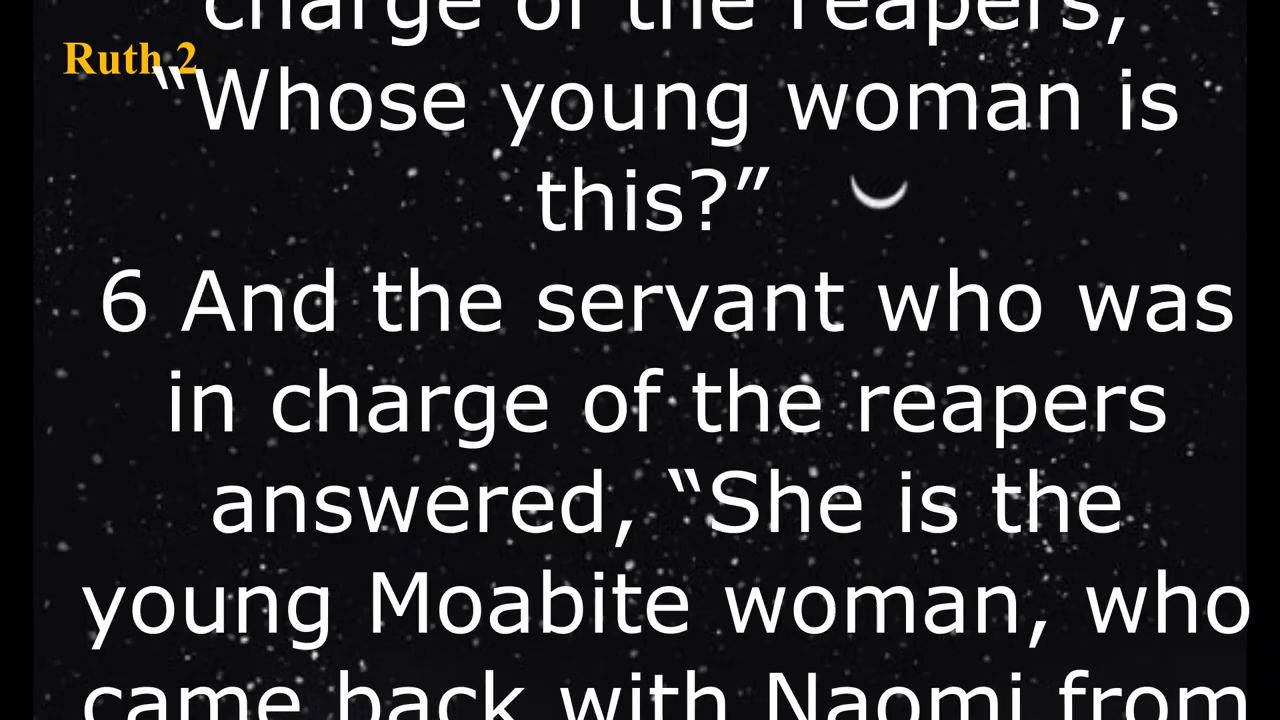 charge of the reapers,
Ruth 2
“Whose young woman is
this?”
6 And the servant who was
in charge of the reapers
answered, “She is the
young Moabite woman, who
came back with Naomi from